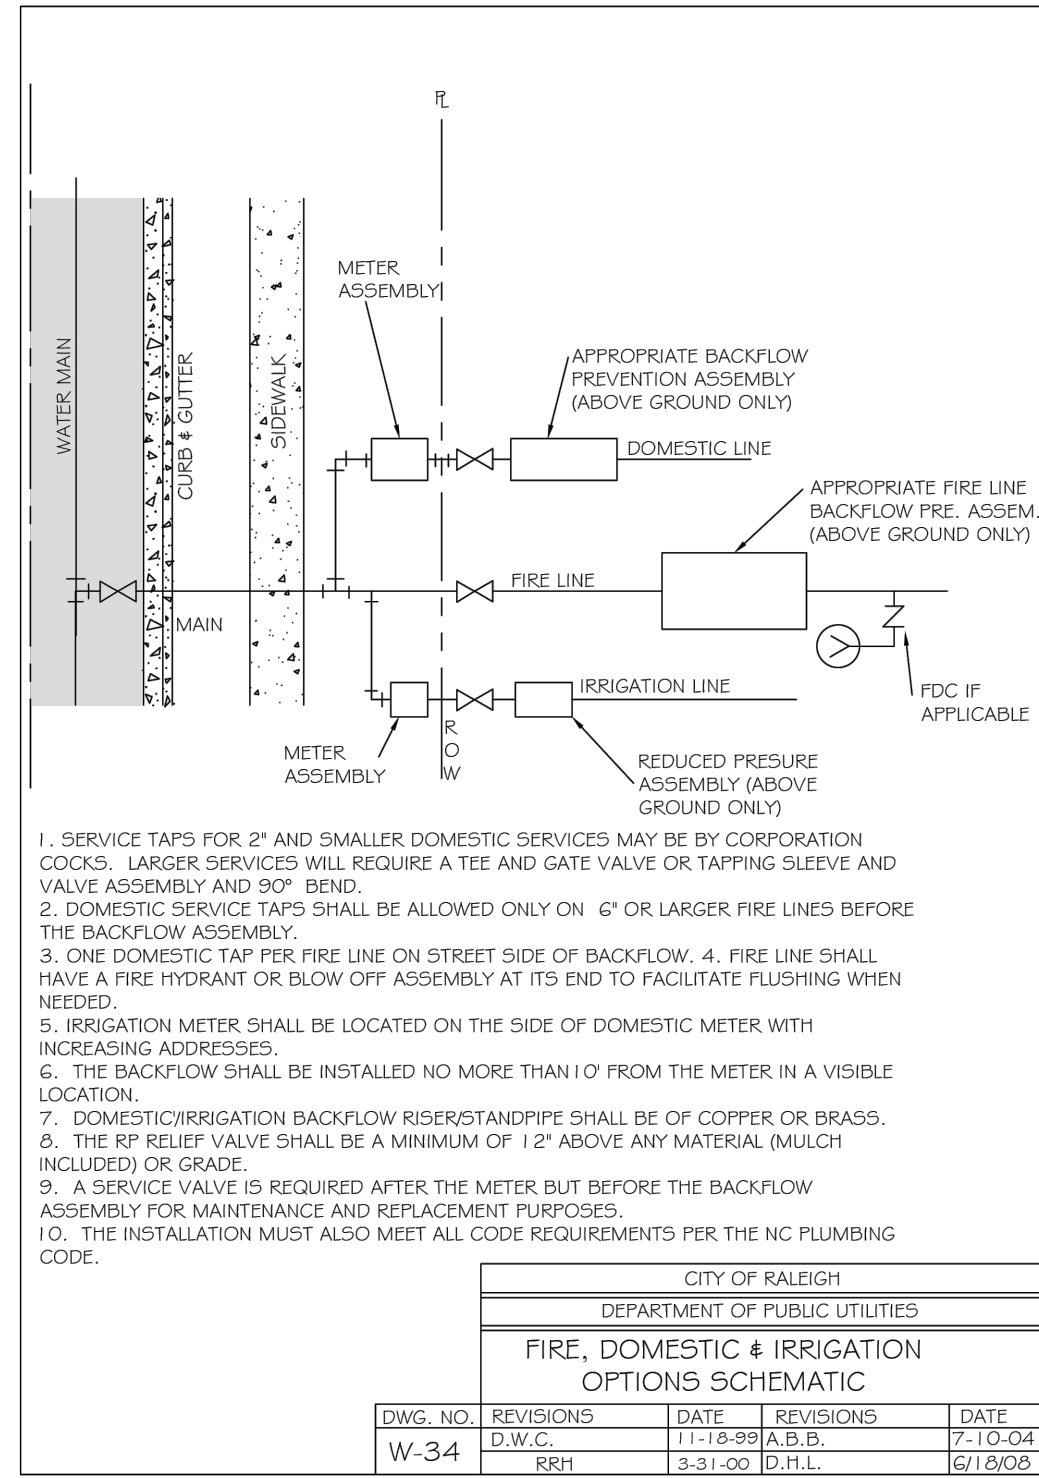 PL
METER
ASSEMBLY
WATER MAIN
CURB & GUTTER
SIDEWALK
APPROPRIATE BACKFLOW
PREVENTION ASSEMBLY
(ABOVE GROUND ONLY)
DOMESTIC LINE
APPROPRIATE FIRE LINE
BACKFLOW PRE. ASSEM.
(ABOVE GROUND ONLY)
FIRE LINE
MAIN
IRRIGATION LINE
FDC IF
APPLICABLE
ROW
METER
ASSEMBLY
REDUCED PRESURE
ASSEMBLY (ABOVE
GROUND ONLY)
1. SERVICE TAPS FOR 2" AND SMALLER DOMESTIC SERVICES MAY BE BY CORPORATION
COCKS. LARGER SERVICES WILL REQUIRE A TEE AND GATE VALVE OR TAPPING SLEEVE AND
VALVE ASSEMBLY AND 90° BEND.
2. DOMESTIC SERVICE TAPS SHALL BE ALLOWED ONLY ON 6" OR LARGER FIRE LINES BEFORE
THE BACKFLOW ASSEMBLY.
3. ONE DOMESTIC TAP PER FIRE LINE ON STREET SIDE OF BACKFLOW. 4. FIRE LINE SHALL
HAVE A FIRE HYDRANT OR BLOW OFF ASSEMBLY AT ITS END TO FACILITATE FLUSHING WHEN
NEEDED.
5. IRRIGATION METER SHALL BE LOCATED ON THE SIDE OF DOMESTIC METER WITH
INCREASING ADDRESSES.
6. THE BACKFLOW SHALL BE INSTALLED NO MORE THAN10' FROM THE METER IN A VISIBLE
LOCATION.
7. DOMESTIC'/IRRIGATION BACKFLOW RISER/STANDPIPE SHALL BE OF COPPER OR BRASS.
8. THE RP RELIEF VALVE SHALL BE A MINIMUM OF 12" ABOVE ANY MATERIAL (MULCH
INCLUDED) OR GRADE.
9. A SERVICE VALVE IS REQUIRED AFTER THE METER BUT BEFORE THE BACKFLOW
ASSEMBLY FOR MAINTENANCE AND REPLACEMENT PURPOSES.
10. THE INSTALLATION MUST ALSO MEET ALL CODE REQUIREMENTS PER THE NC PLUMBING
CODE.
CITY OF RALEIGH
DEPARTMENT OF PUBLIC UTILITIES
FIRE, DOMESTIC & IRRIGATION
OPTIONS SCHEMATIC
DWG. NO. REVISIONS DATE REVISIONS DATE
W-34
D.W.C. 11-18-99 A.B.B. 7-10-04
RRH 3-31-00 D.H.L. 6/18/08